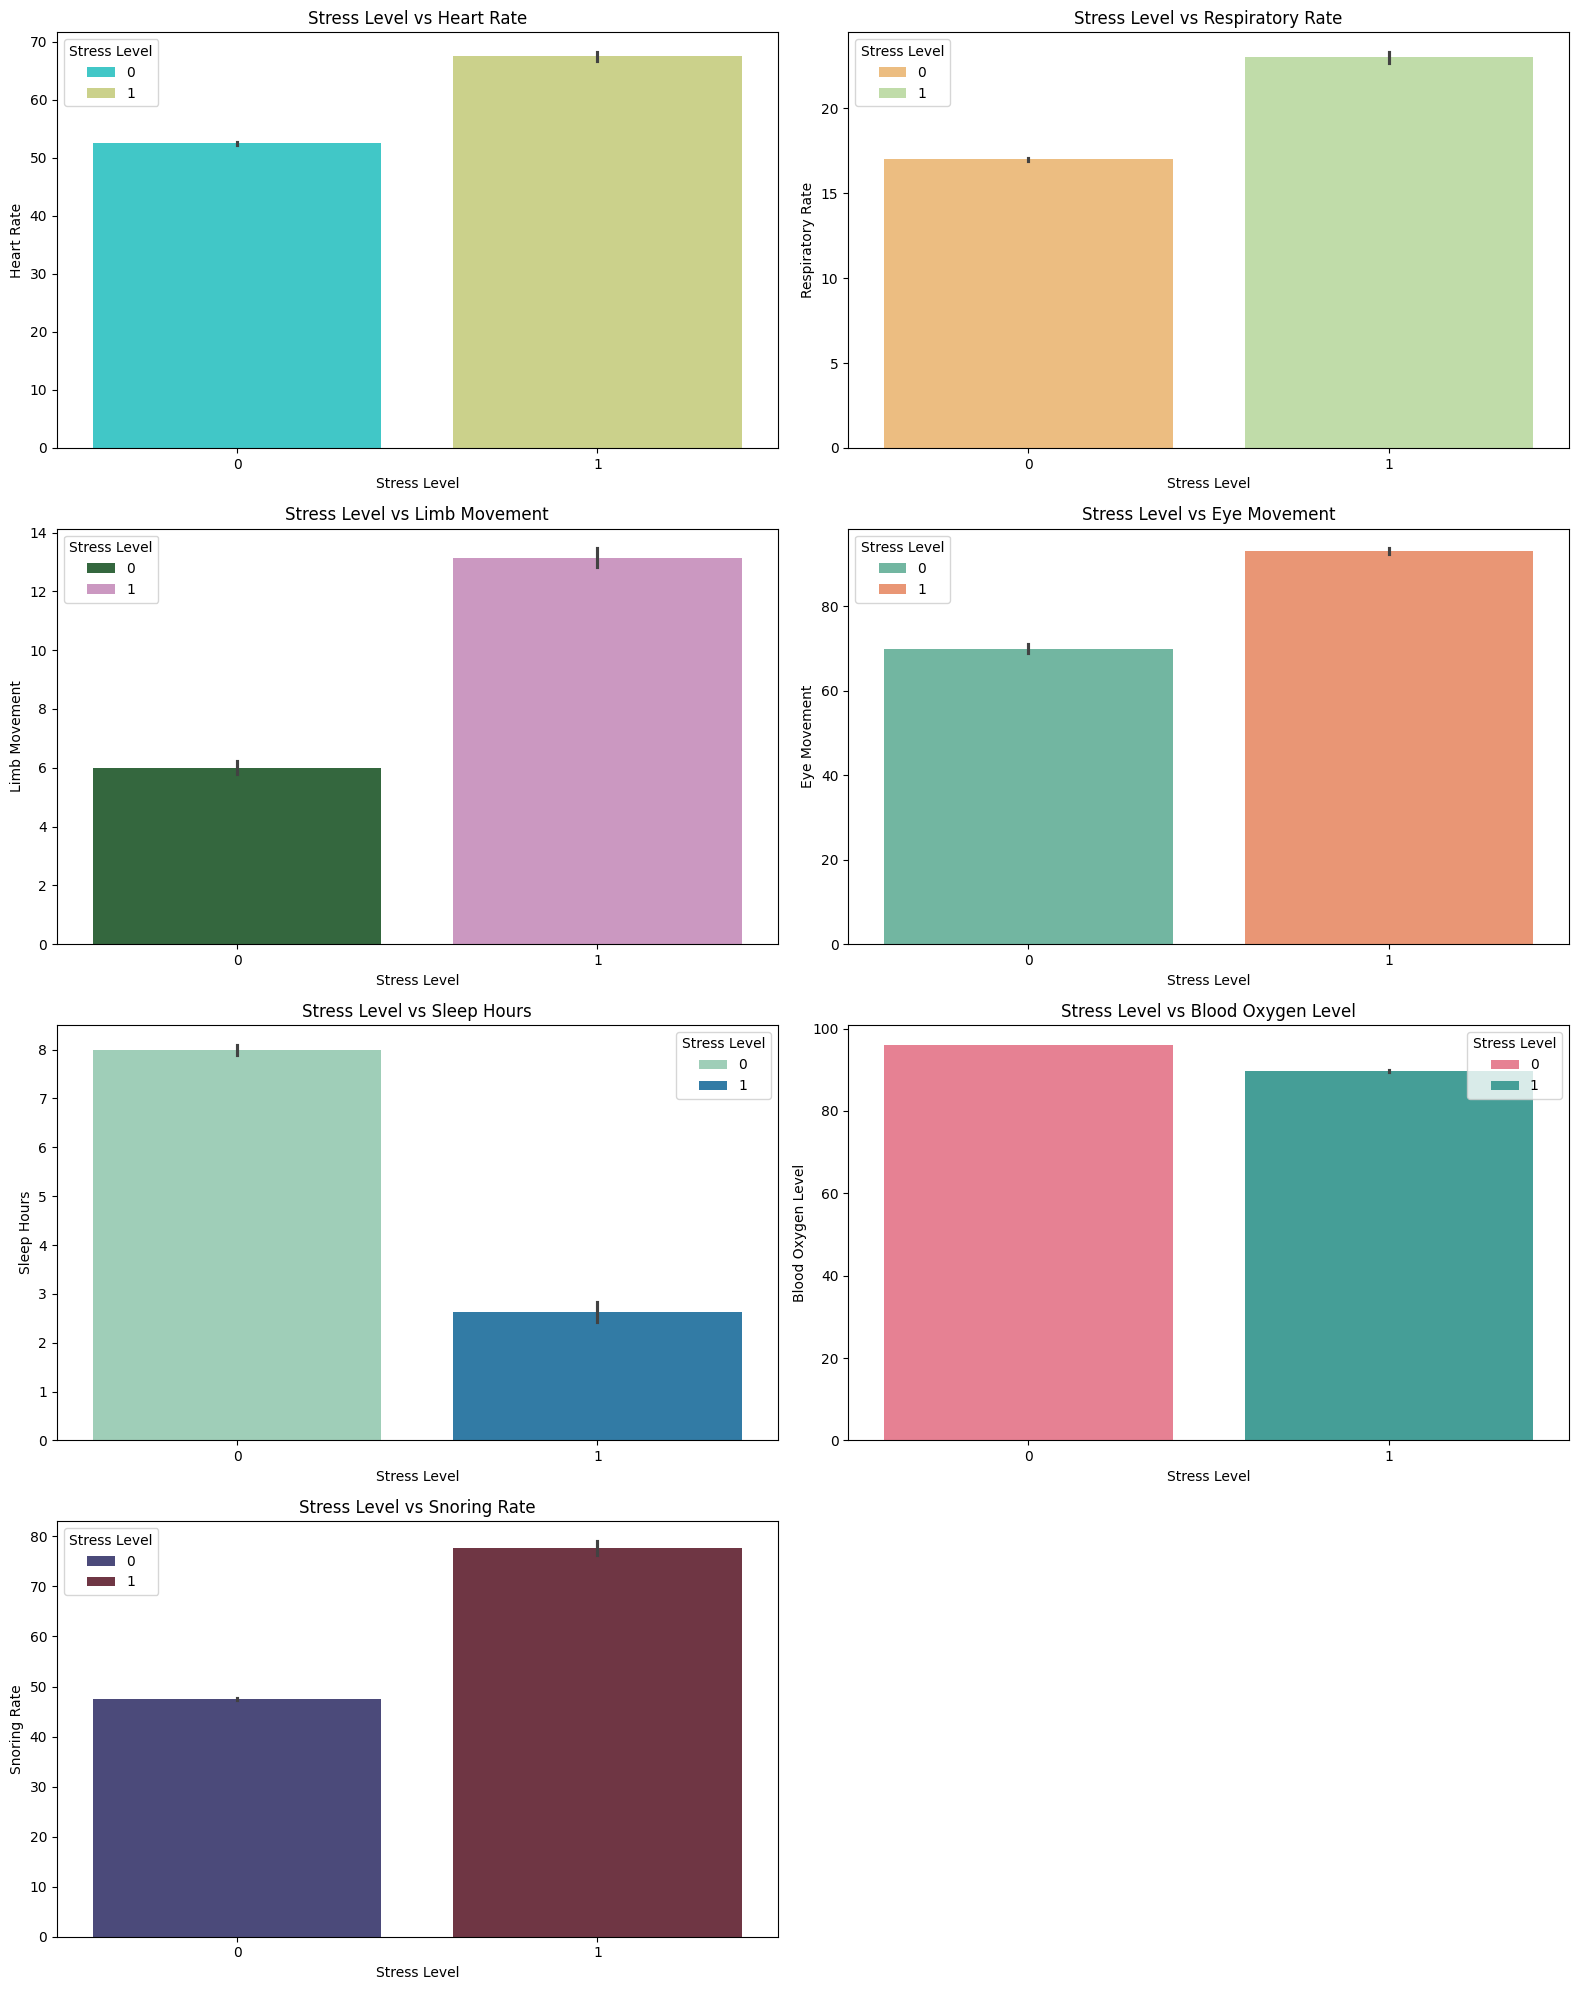 Stress Level vs Heart Rate
Stress Level
0
1
70
60
50
40
30
20
10
0
Heart Rate
0 1
Stress Level
Stress Level vs Respiratory Rate
Stress Level
0
1
20
15
10
5
0
Respiratory Rate
0 1
Stress Level
Stress Level vs Limb Movement
Stress Level
0
1
14
12
10
8
6
4
2
0
Limb Movement
0 1
Stress Level
Stress Level vs Eye Movement
Stress Level
0
1
80
60
40
20
0
Eye Movement
0 1
Stress Level
Stress Level vs Sleep Hours
Stress Level
0
1
8
7
6
5
4
3
2
1
0
Sleep Hours
0 1
Stress Level
Stress Level vs Blood Oxygen Level
Stress Level
0
1
100
80
60
40
20
0
Blood Oxygen Level
0 1
Stress Level
Stress Level vs Snoring Rate
Stress Level
0
1
80
70
60
50
40
30
20
10
0
Snoring Rate
0 1
Stress Level